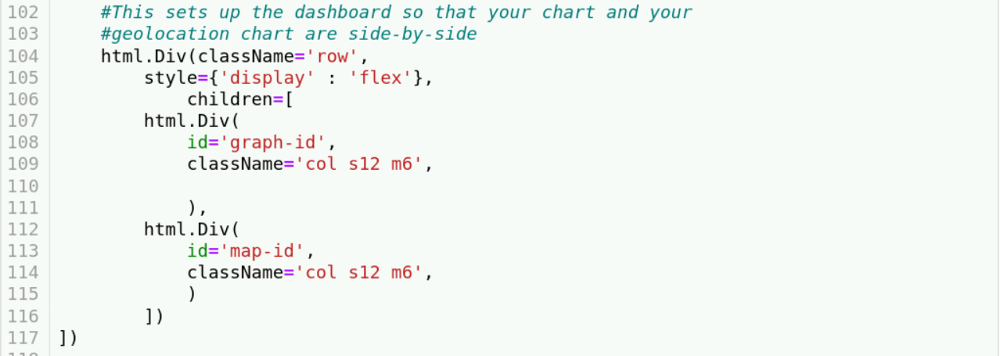 102     #This sets up the dashboard so that your chart and your
103     #geolocation chart are side-by-side
104     html.Div(className='row',
105         style={'display' : 'flex'},
106             children=[
107         html.Div(
108             id='graph-id',
109             className='col s12 m6',
110
111             ),
112         html.Div(
113             id='map-id',
114             className='col s12 m6',
115             )
116         ])
117 ])